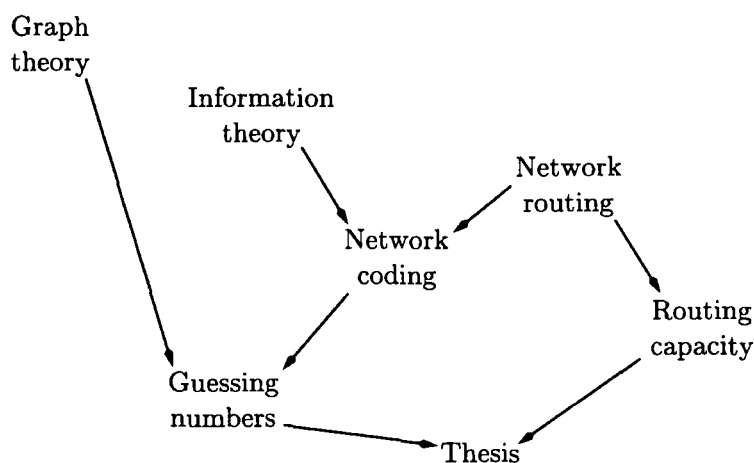 Graph
theory
Information
theory
Network
routing
Network
coding
Routing
capacity
Guessing
numbers
Thesis